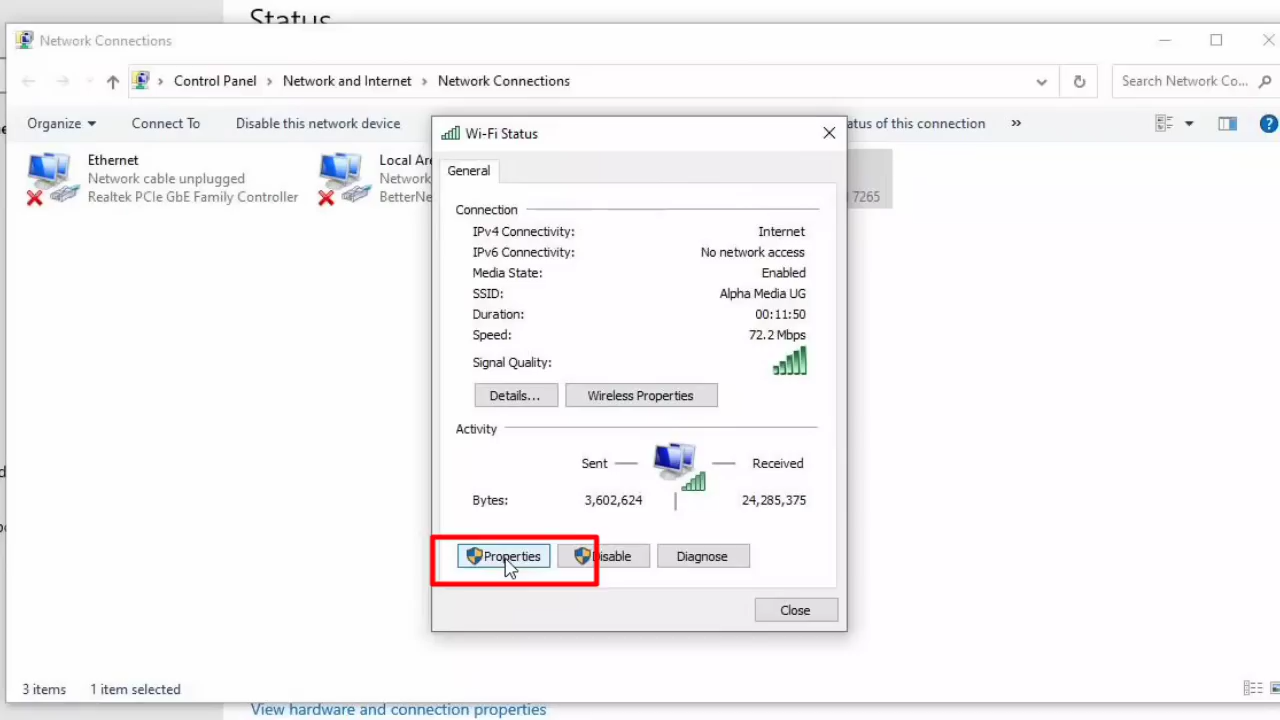 Status
Network Connections
Control Panel > Network and Internet > Network Connections
Search Network Co...
Organize
Connect To
Disable this network device
atus of this connection
»
Ethernet
Network cable unplugged
Realtek PCIe GbE Family Controller
Local Are
Network
BetterNe
7265
Wi-Fi Status
General
Connection
IPv4 Connectivity: Internet
IPv6 Connectivity: No network access
Media State: Enabled
SSID: Alpha Media UG
Duration: 00:11:50
Speed: 72.2 Mbps
Signal Quality:
Details... Wireless Properties
Activity
Sent Received
Bytes: 3,602,624 24,285,375
Properties Disable Diagnose
Close
3 items 1 item selected
View hardware and connection properties